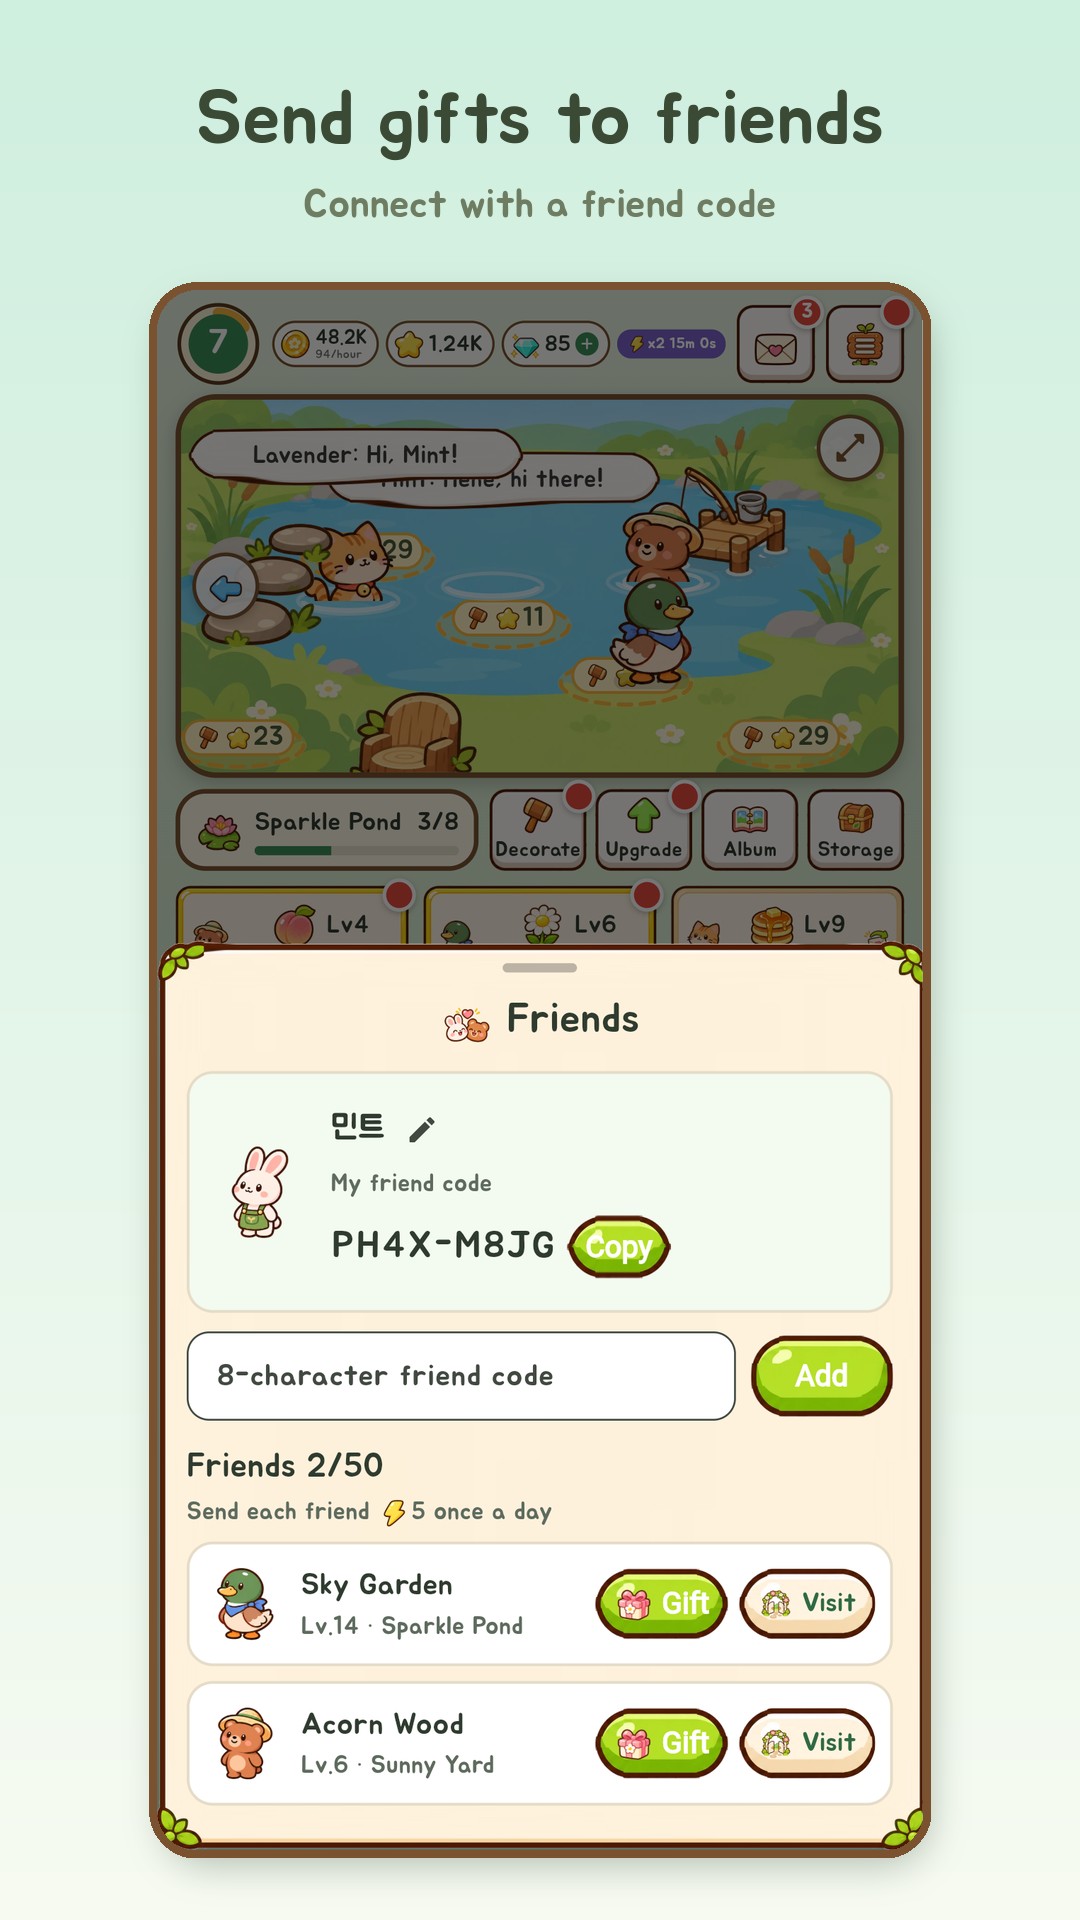 Send gifts to friends
Connect with a friend code
7
48.2K
94/hour
1.24K
85
x2 15m 0s
3
Lavender: Hi, Mint!
hi there!
29
11
23
29
Sparkle Pond 3/8
Decorate
Upgrade
Album
Storage
Lv4
Lv6
Lv9
Friends
민트
My friend code
PH4X-M8JG
Copy
8-character friend code
Add
Friends 2/50
Send each friend 5 once a day
Sky Garden
Lv.14 · Sparkle Pond
Gift
Visit
Acorn Wood
Lv.6 · Sunny Yard
Gift
Visit